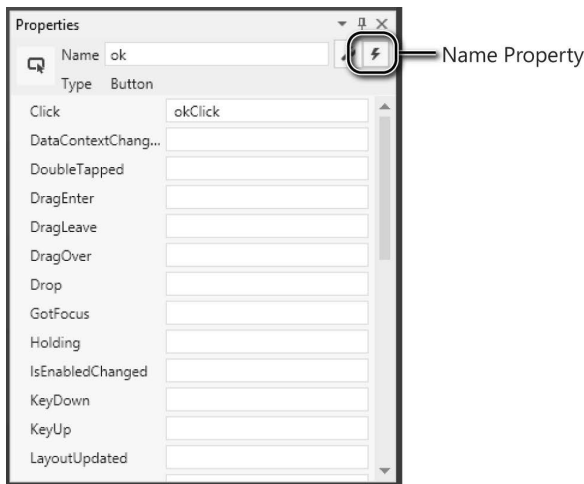 Properties
Name ok
Type Button
Name Property
Click okClick
DataContextChang...
DoubleTapped
DragEnter
DragLeave
DragOver
Drop
GotFocus
Holding
IsEnabledChanged
KeyDown
KeyUp
LayoutUpdated